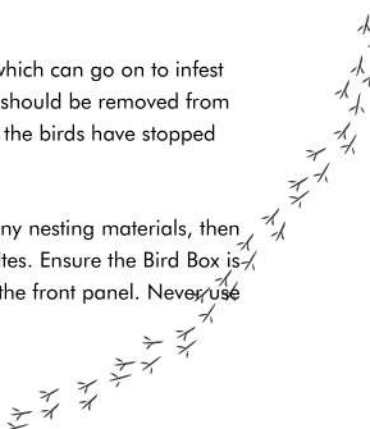 which can go on to infest
should be removed from
the birds have stopped
ny nesting materials, then
tes. Ensure the Bird Box is
the front panel. Never use